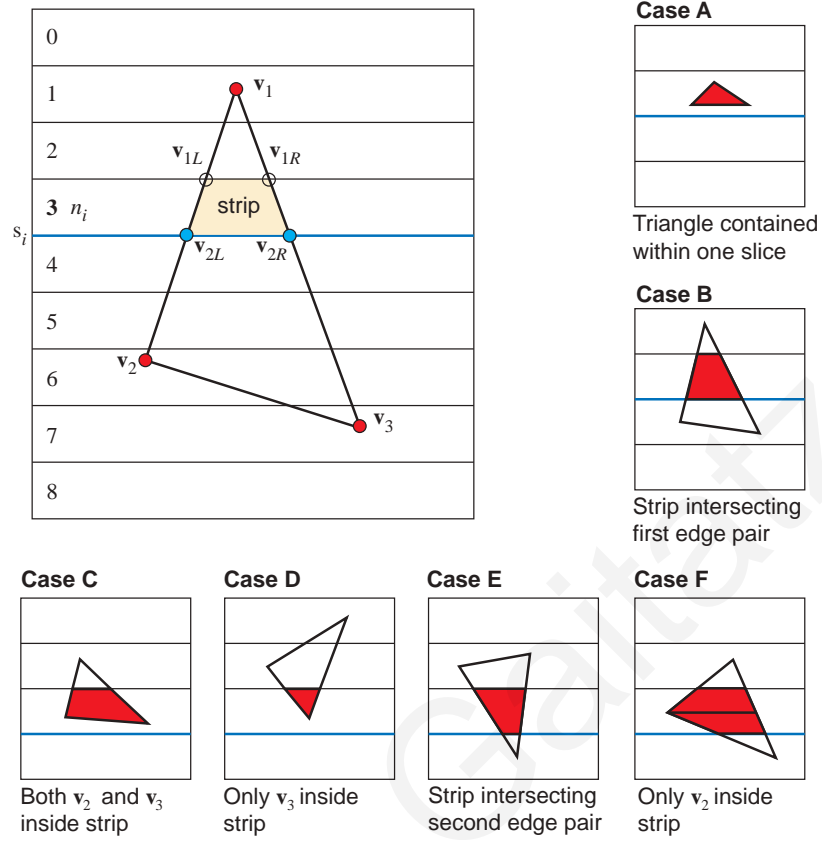 Case A
0
1
v1
2
v1L
v1R
3 ni
strip
si
v2L
v2R
4
5
v2
6
v3
7
8
Triangle contained
within one slice
Case B
Strip intersecting
first edge pair
Case C
Both v2 and v3
inside strip
Case D
Only v3 inside
strip
Case E
Strip intersecting
second edge pair
Case F
Only v2 inside
strip
Gaitatz